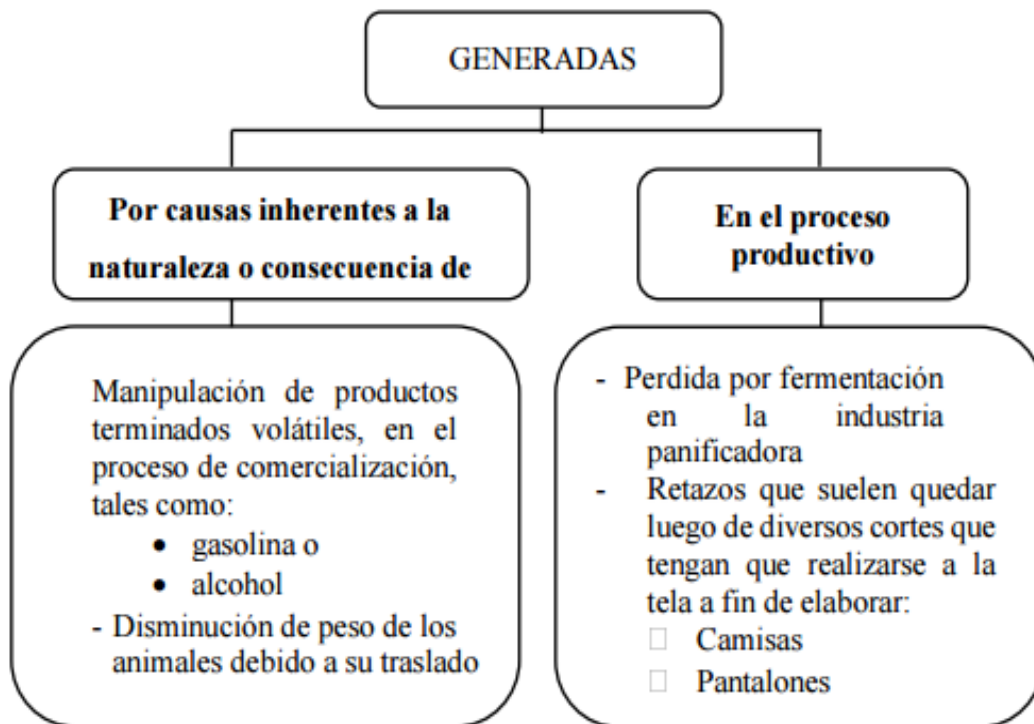 GENERADAS
Por causas inherentes a la
naturaleza o consecuencia de
En el proceso
productivo
Manipulación de productos
terminados volátiles, en el
proceso de comercialización,
tales como:
• gasolina o
• alcohol
- Disminución de peso de los
animales debido a su traslado
- Perdida por fermentación
en la industria
panificadora
- Retazos que suelen quedar
luego de diversos cortes que
tengan que realizarse a la
tela a fin de elaborar:
□ Camisas
□ Pantalones